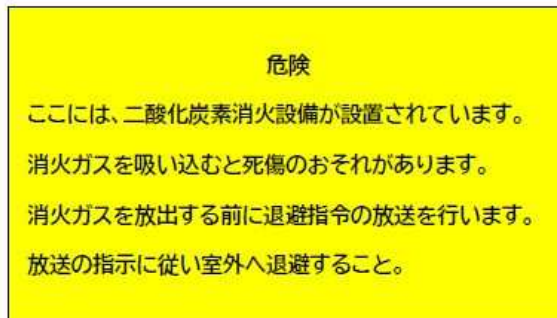 危険
ここには、二酸化炭素消火設備が設置されています。
消火ガスを吸い込むと死傷のおそれがあります。
消火ガスを放出する前に退避指令の放送を行います。
放送の指示に従い室外へ退避すること。